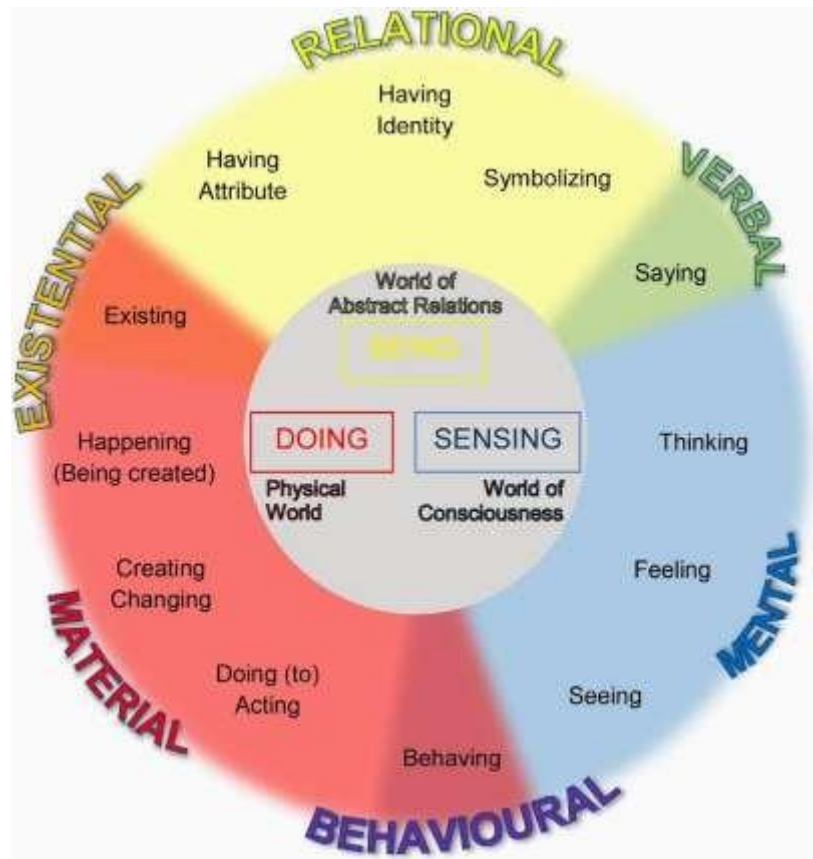 RELATIONAL
Having
Identity
Having
Attribute
Symbolizing
VERBAL
Saying
EXISTENTIAL
Existing
World of
Abstract Relations
BEING
DOING
SENSING
Physical
World
World of
Consciousness
Thinking
Happening
(Being created)
Feeling
MENTAL
Creating
Changing
MATERIAL
Doing (to)
Acting
Seeing
Behaving
BEHAVIOURAL